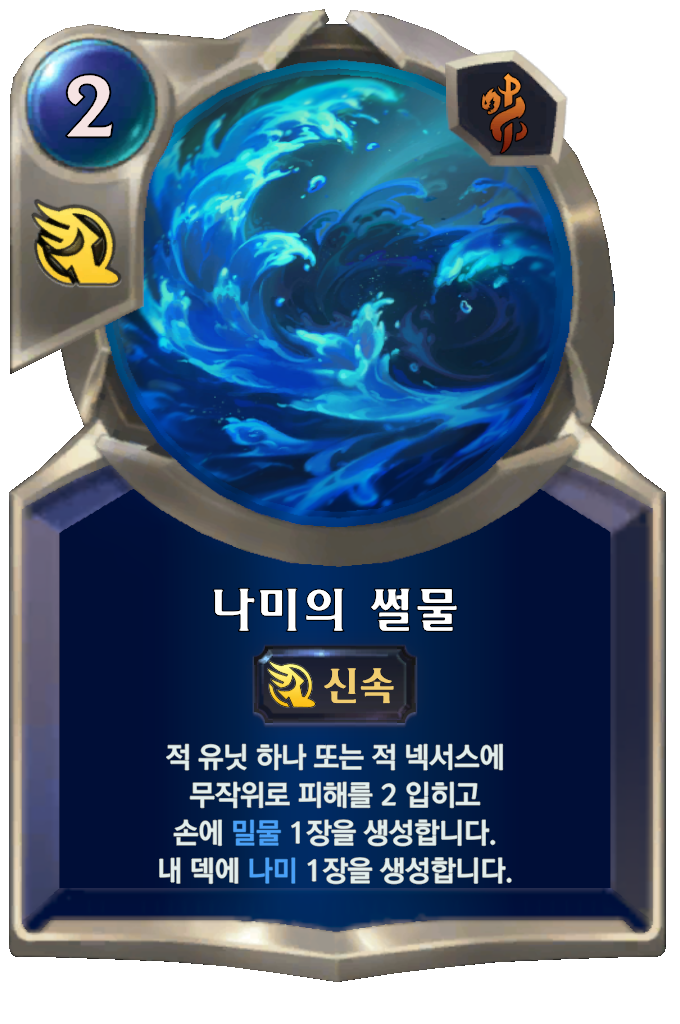 2
나미의 썰물
신속
적 유닛 하나 또는 적 넥서스에
무작위로 피해를 2 입히고
손에 밀물 1장을 생성합니다.
내 덱에 나미 1장을 생성합니다.